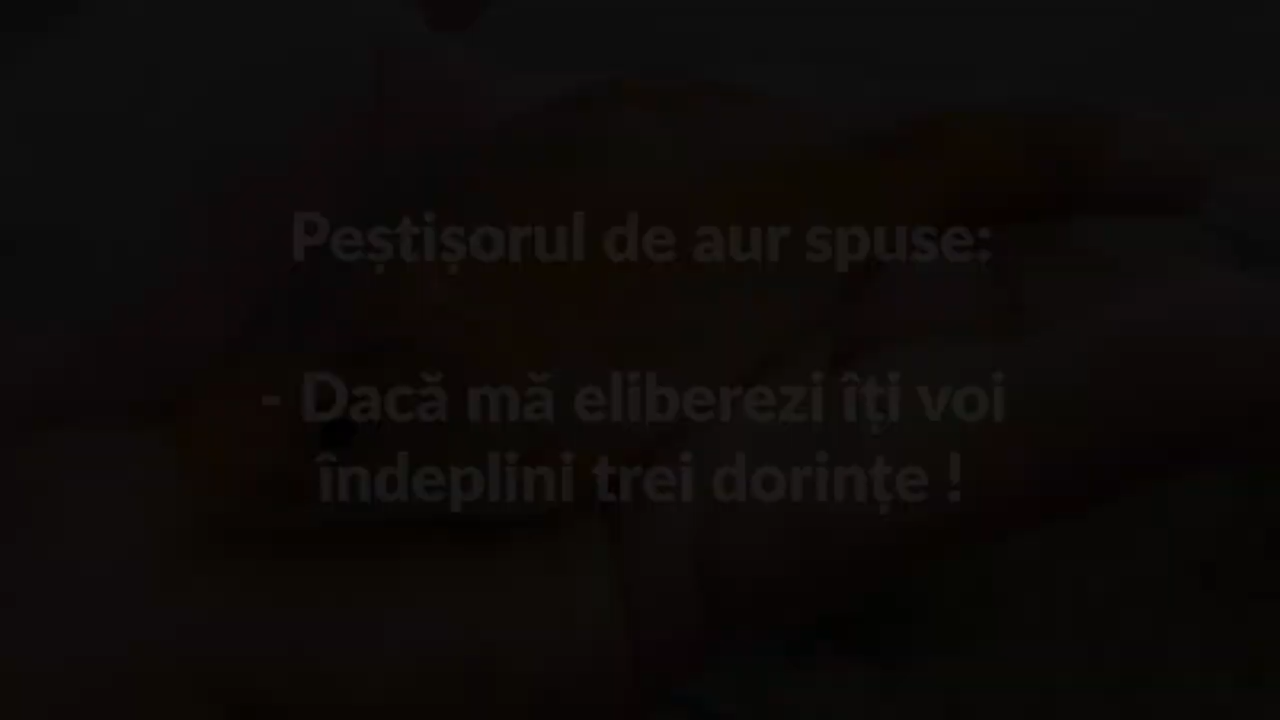 Peștișorul de aur spuse:
- Dacă mă eliberezi îți voi
îndeplini trei dorințe !